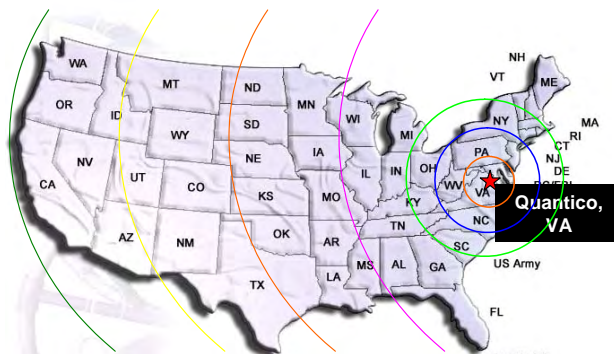 NH
WA
VT
ME
MT
ND
MN
OR
NY
MA
ID
WI
SD
MI
RI
WY
CT
PA
IA
NJ
NE
NV
OH
DE
IL
IN
UT
WV
CO
VA
CA
KS
MO
KY
Quantico,
VA
NC
TN
OK
AZ
NM
AR
SC
MS
AL
GA
US Army
LA
TX
FL